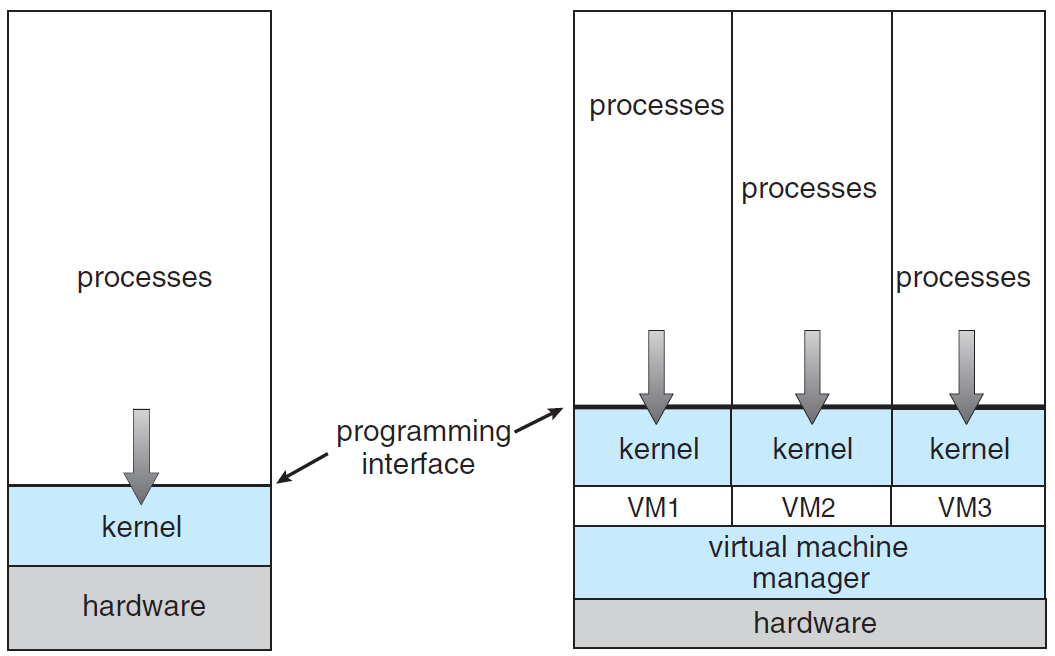 processes
kernel
hardware
programming
interface
processes
processes
processes
kernel
kernel
kernel
VM1
VM2
VM3
virtual machine
manager
hardware